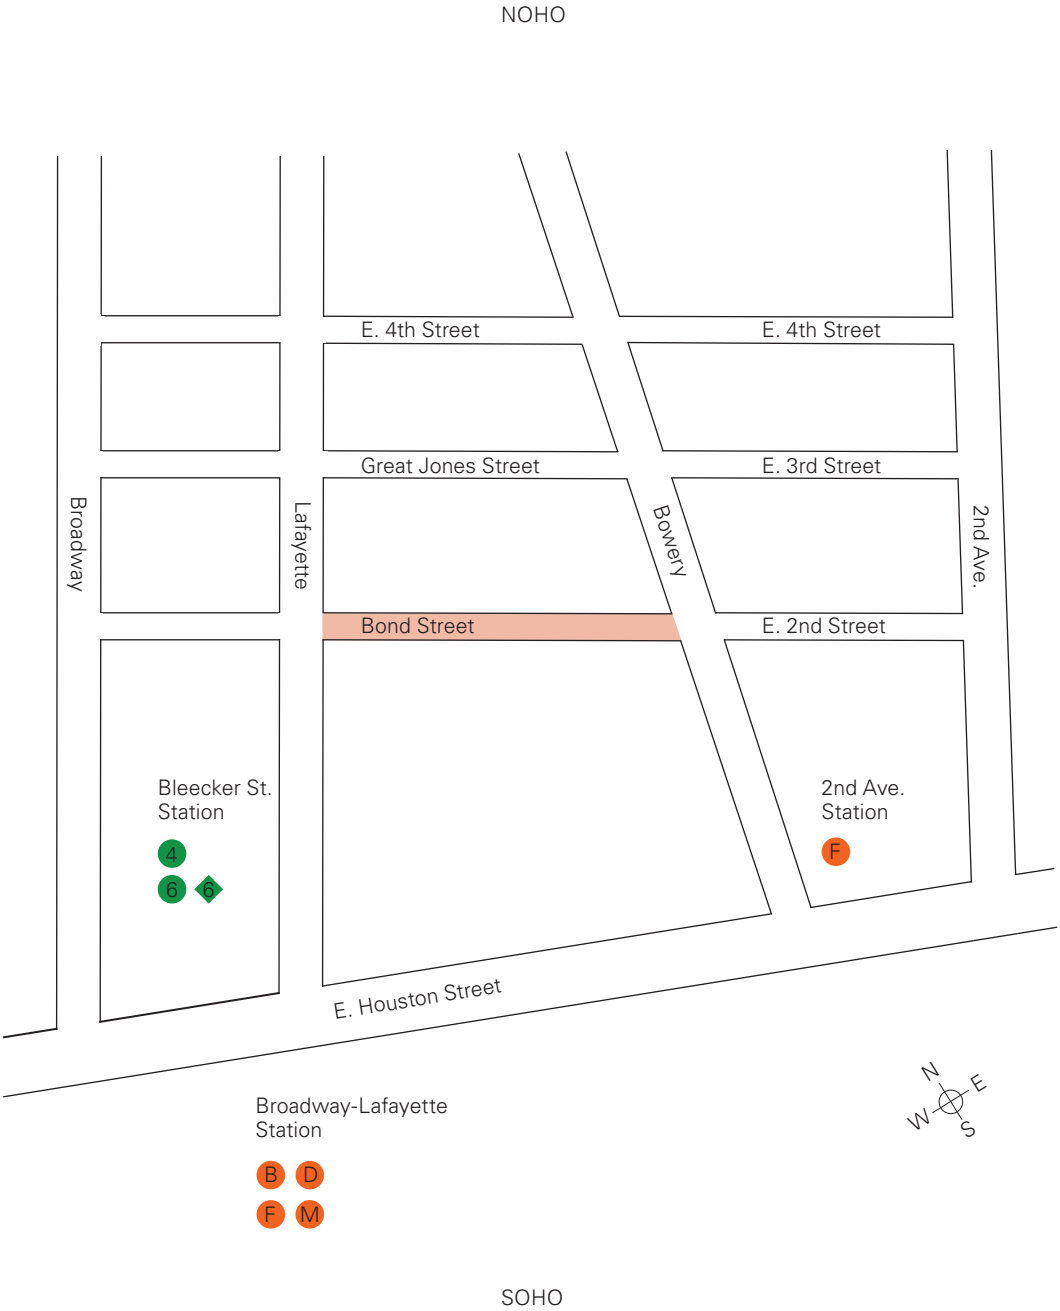 NOHO
E. 4th Street
E. 4th Street
Great Jones Street
E. 3rd Street
Broadway
Lafayette
Bowery
2nd Ave.
Bond Street
E. 2nd Street
Bleecker St.
Station
4
6 6
2nd Ave.
Station
F
E. Houston Street
N
E
W
S
Broadway-Lafayette
Station
B D
F M
SOHO